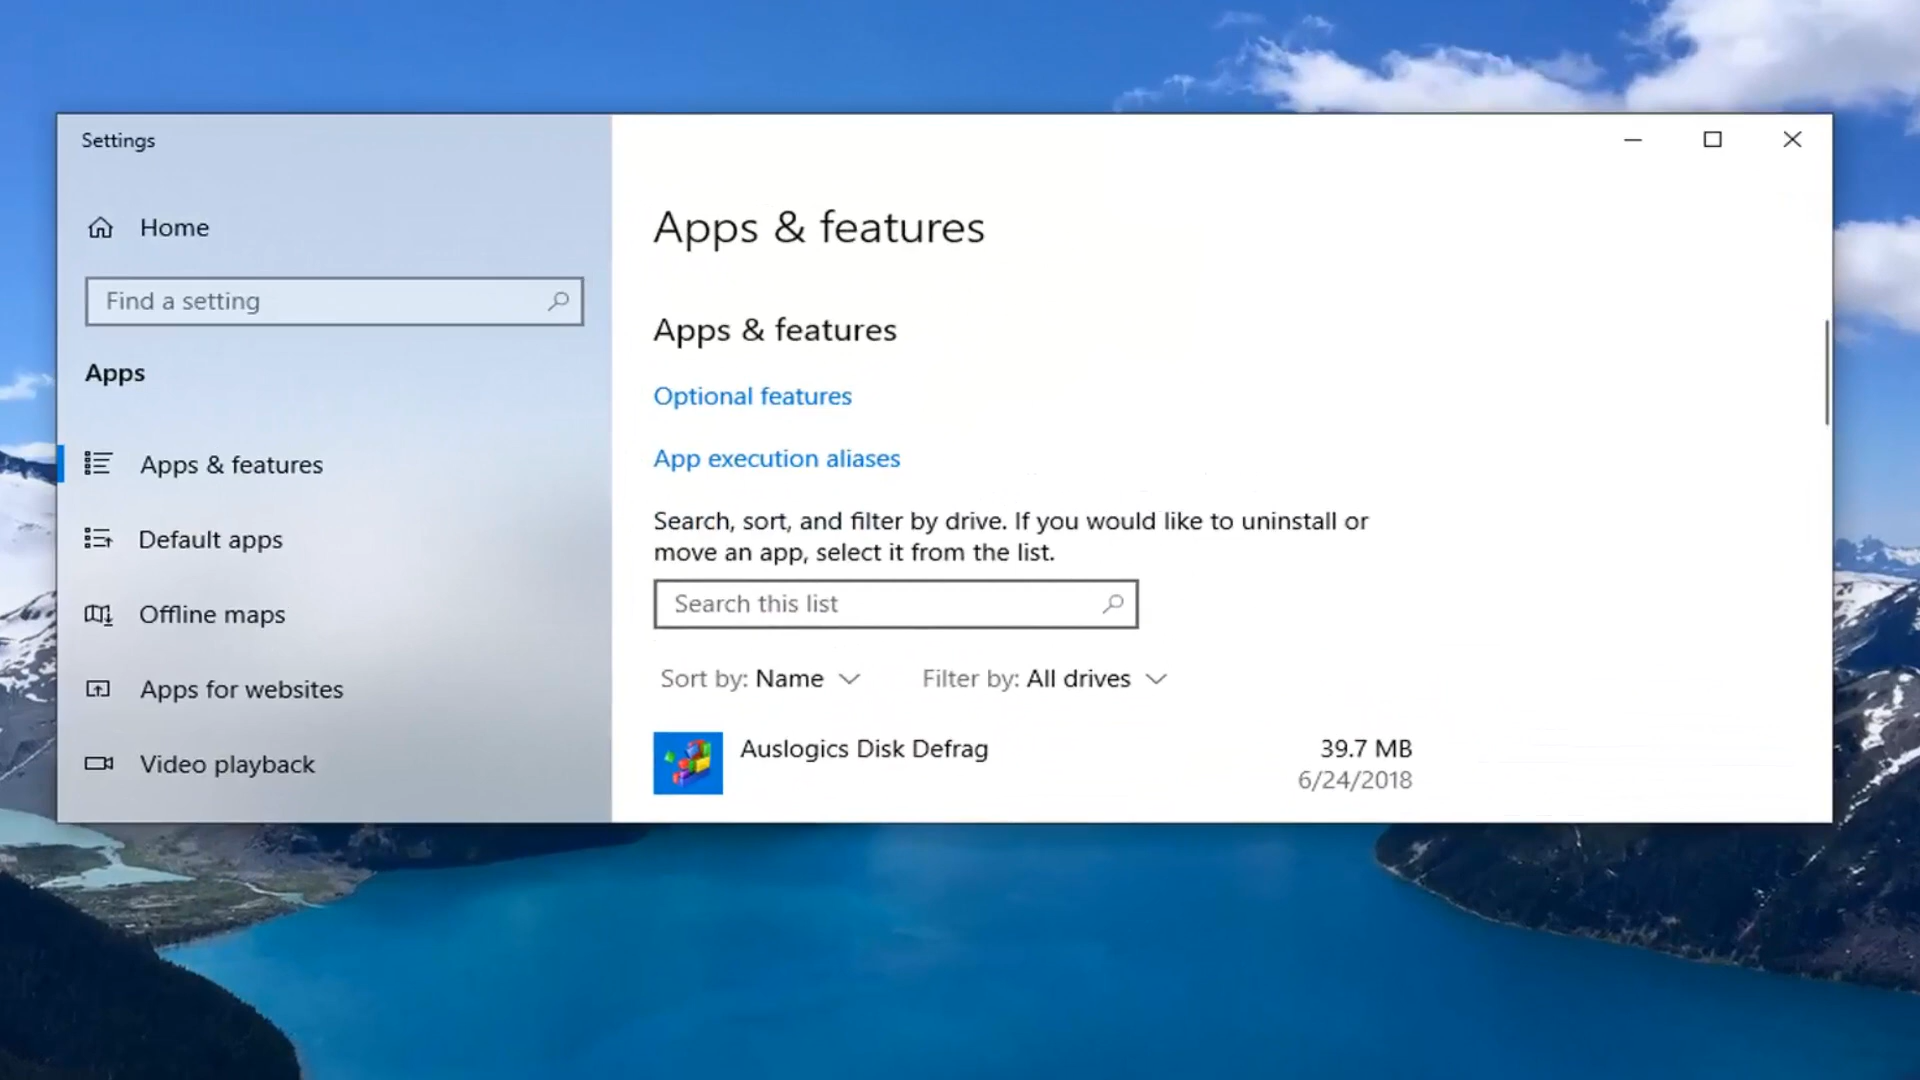 Settings
Home
Find a setting
Apps
Apps & features
Default apps
Offline maps
Apps for websites
Video playback
Apps & features
Apps & features
Optional features
App execution aliases
Search, sort, and filter by drive. If you would like to uninstall or
move an app, select it from the list.
Search this list
Sort by: Name Filter by: All drives
Auslogics Disk Defrag 39.7 MB
6/24/2018